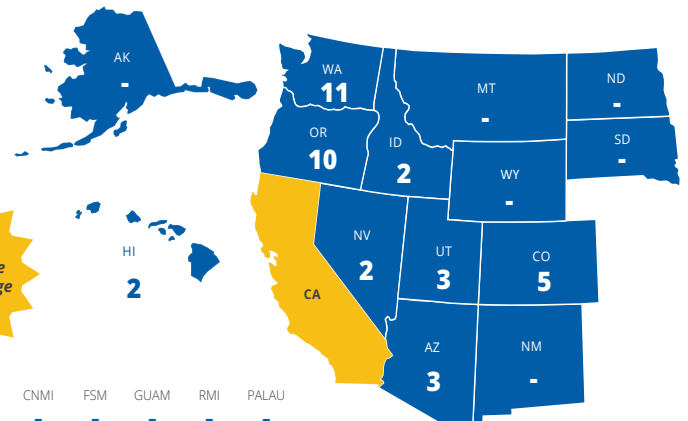 AK
-
WA
11
MT
-
ND
-
OR
10
ID
2
SD
-
WY
-
HI
2
NV
2
UT
3
CO
5
CA
AZ
3
NM
-
CNMI FSM GUAM RMI PALAU
- - - - -